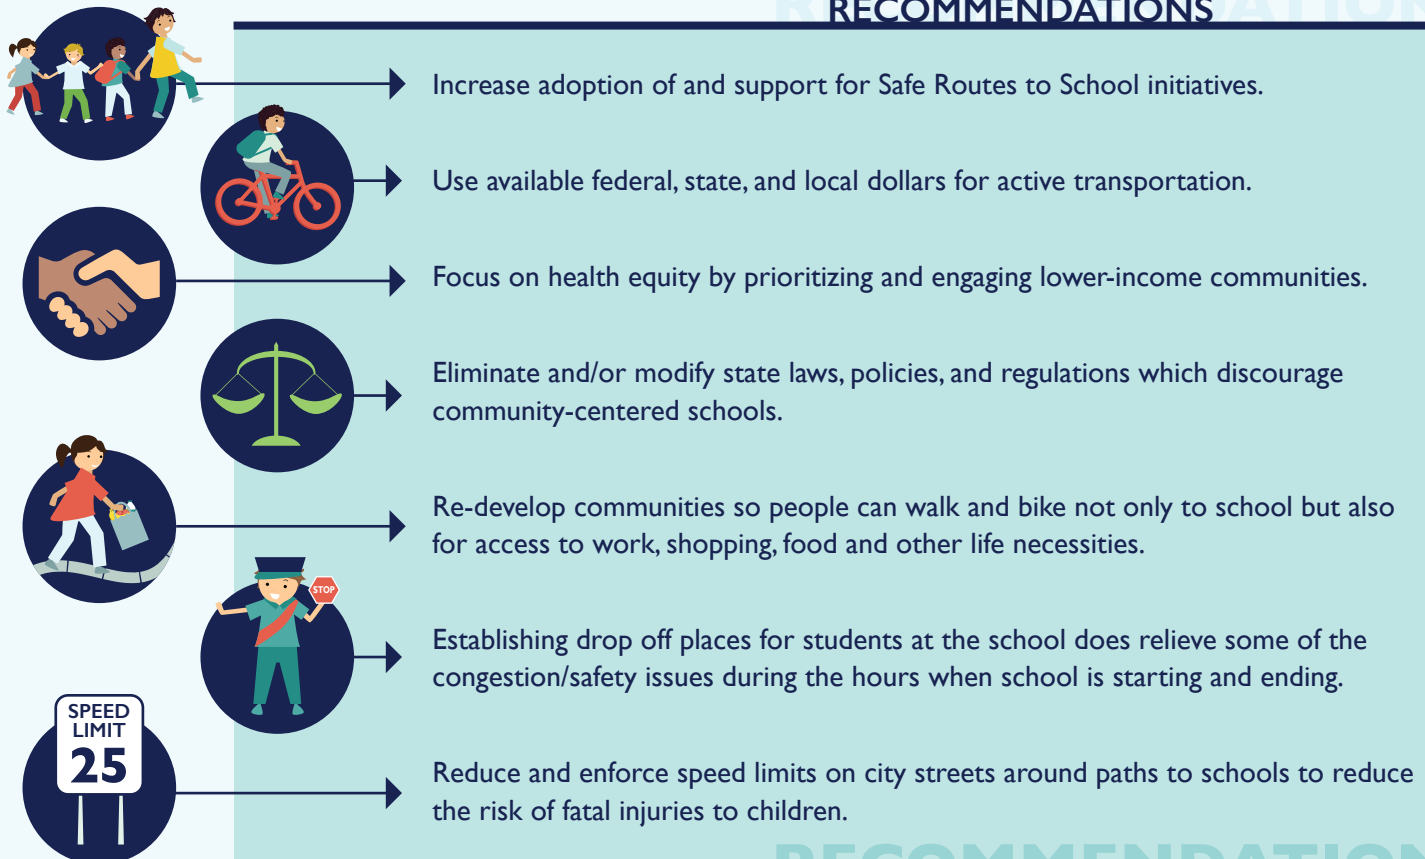 RECOMMENDATIONS
Increase adoption of and support for Safe Routes to School initiatives.
Use available federal, state, and local dollars for active transportation.
Focus on health equity by prioritizing and engaging lower-income communities.
Eliminate and/or modify state laws, policies, and regulations which discourage
community-centered schools.
Re-develop communities so people can walk and bike not only to school but also
for access to work, shopping, food and other life necessities.
STOP
Establishing drop off places for students at the school does relieve some of the
congestion/safety issues during the hours when school is starting and ending.
SPEED
LIMIT
25
Reduce and enforce speed limits on city streets around paths to schools to reduce
the risk of fatal injuries to children.
RECOMMENDATION